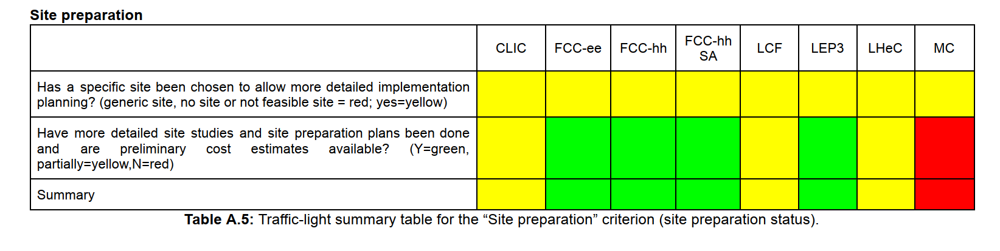 Site preparation
CLIC FCC-ee FCC-hh FCC-hh SA LCF LEP3 LHeC MC
Has a specific site been chosen to allow more detailed implementation
planning? (generic site, no site or not feasible site = red; yes=yellow)
Have more detailed site studies and site preparation plans been done
and are preliminary cost estimates available? (Y=green,
partially=yellow,N=red)
Summary
Table A.5: Traffic-light summary table for the “Site preparation” criterion (site preparation status).